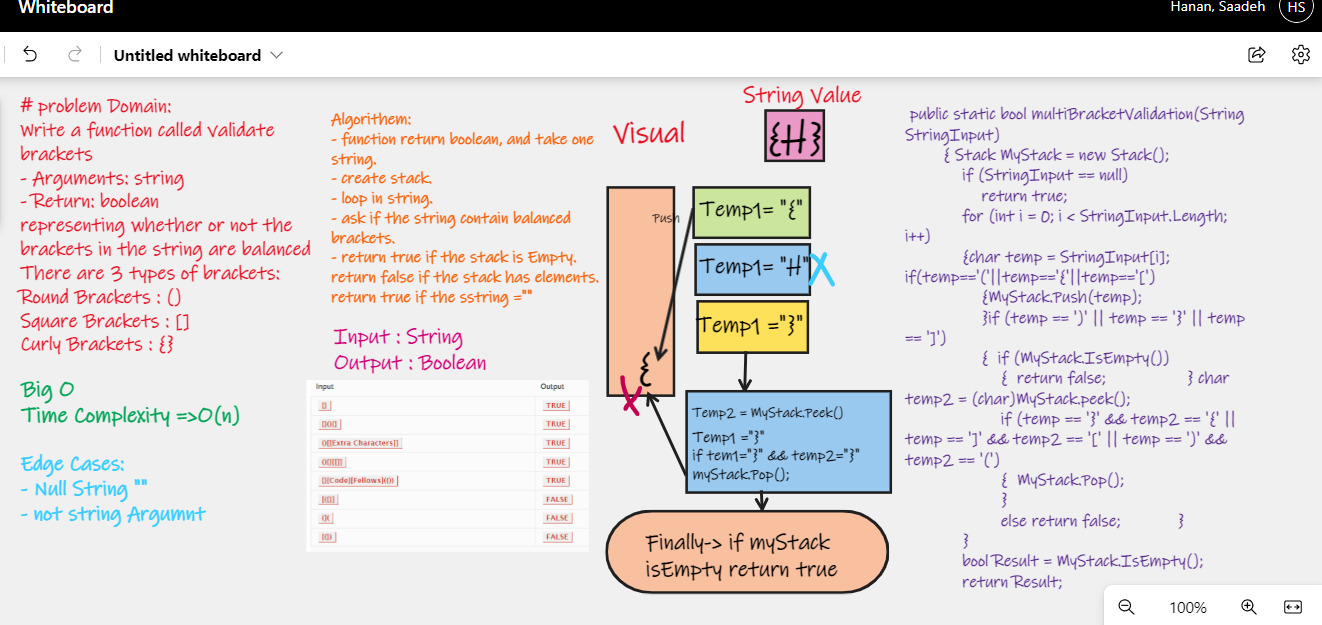 Whiteboard
Hanan, Saadeh
HS
Untitled whiteboard
# problem Domain:
Write a function called Validate
brackets
- Arguments: string
- Return: boolean
representing whether or not the
brackets in the string are balanced
There are 3 types of brackets:
Round Brackets : ()
Square Brackets : []
Curly Brackets : {}
Big O
Time Complexity =>O(n)
Edge Cases:
- Null String ""
- not string Argumnt
Algorithem:
- function return boolean, and take one
string.
- create stack.
- loop in string.
- ask if the string contain balanced
brackets.
- return true if the stack is Empty.
return false if the stack has elements.
return true if the sstring =""
Input : String
Output : Boolean
Input Output
TRUE
TRUE
()[[Extra Characters]] TRUE
TRUE
TRUE
FALSE
FALSE
FALSE
Visual
String Value
{H}
Push
Temp1= "{"
Temp1= "H"
X
Temp1 ="}"
{
X
Temp2 = MyStack.Peek()
Temp1 ="}"
if tem1="}" && temp2="}"
myStack.Pop();
Finally-> if myStack
isEmpty return true
public static bool multiBracketValidation(String
StringInput)
{ Stack MyStack = new Stack();
if (StringInput == null)
return true;
for (int i = 0; i < StringInput.Length;
i++)
{char temp = StringInput[i];
if(temp=='('||temp=='{'||temp=='[')
{MyStack.Push(temp);
}if (temp == ')' || temp == '}' || temp
== ']')
{ if (MyStack.IsEmpty())
{ return false; } char
temp2 = (char)MyStack.peek();
if (temp == '}' && temp2 == '{' ||
temp == ']' && temp2 == '[' || temp == ')' &&
temp2 == '(')
{ MyStack.Pop();
}
else return false; }
}
bool Result = MyStack.IsEmpty();
return Result;
100%